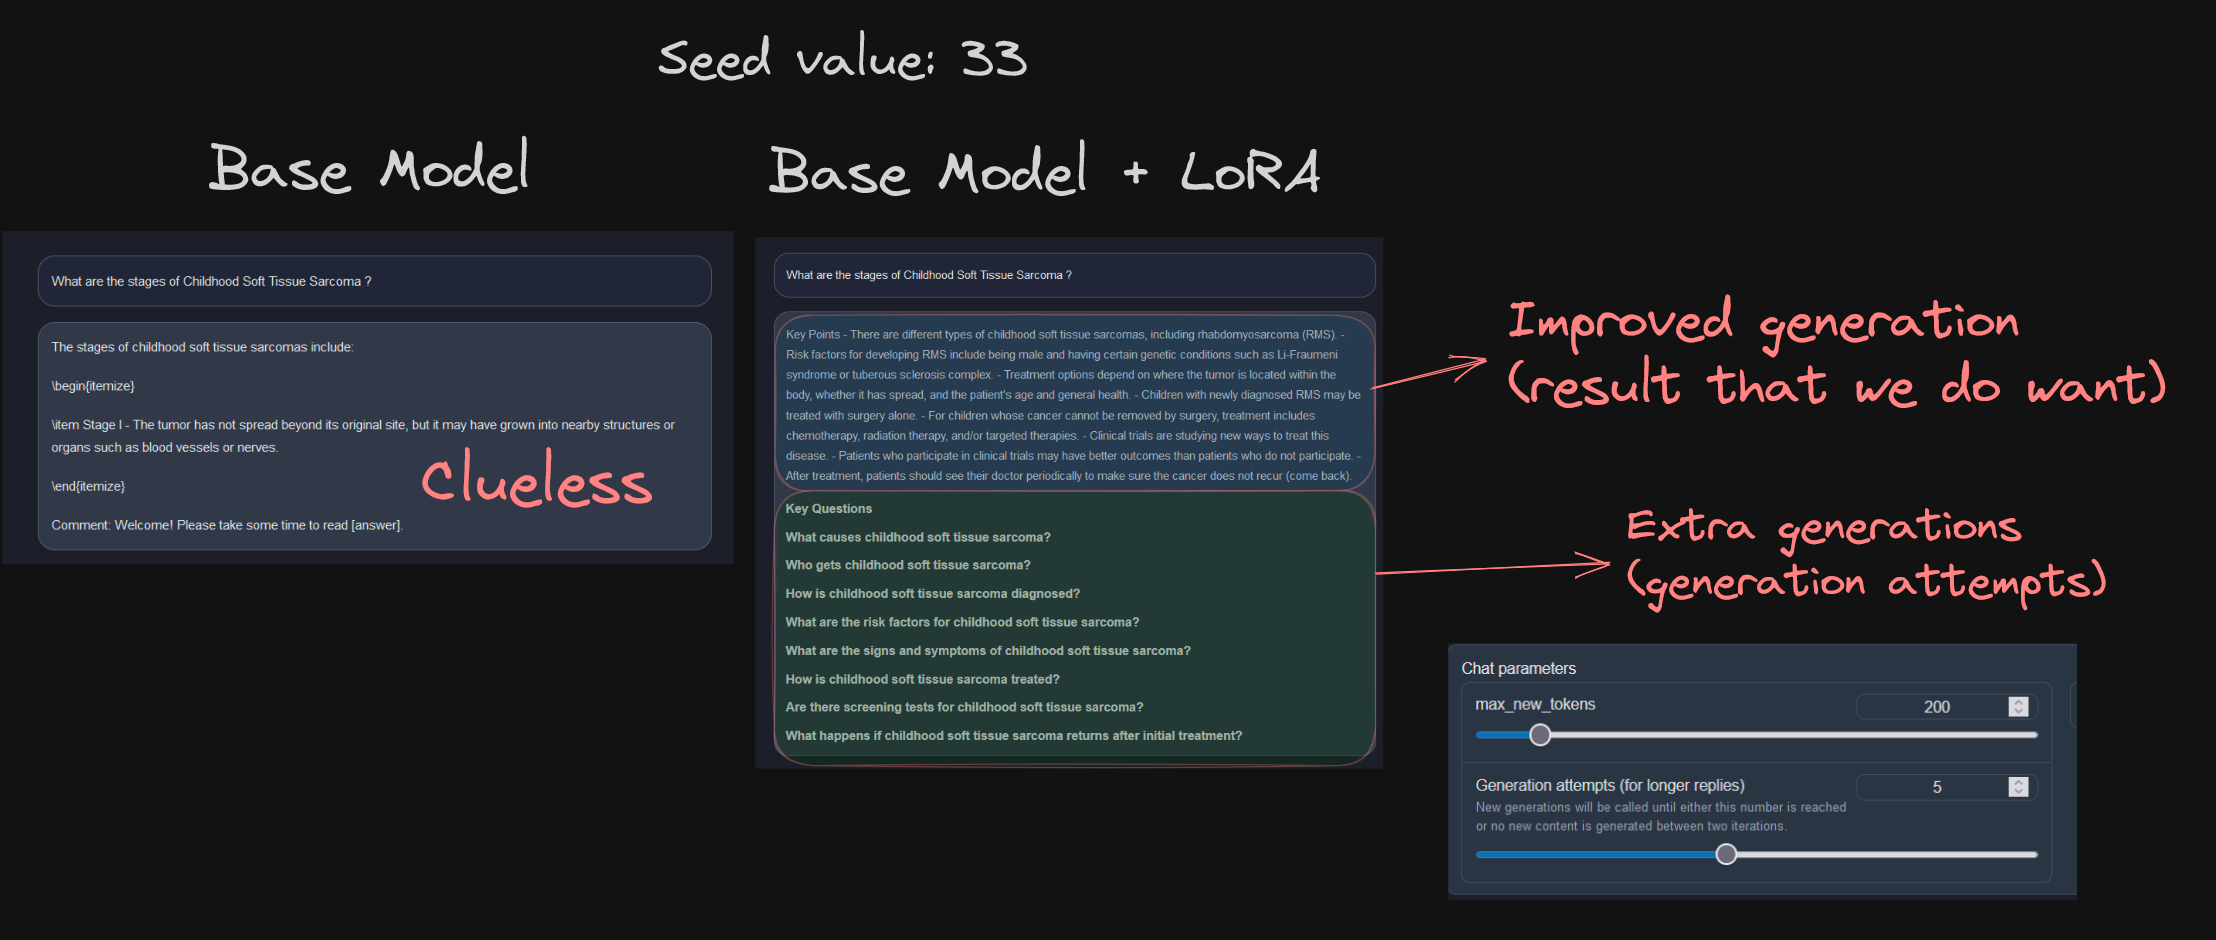 Seed value: 33
Base Model
Base Model + LoRA
What are the stages of Childhood Soft Tissue Sarcoma ?
The stages of childhood soft tissue sarcomas include:
\begin{itemize}
\item Stage I - The tumor has not spread beyond its original site, but it may have grown into nearby structures or
organs such as blood vessels or nerves.
\end{itemize}
Comment: Welcome! Please take some time to read [answer].
clueless
What are the stages of Childhood Soft Tissue Sarcoma ?
Key Points - There are different types of childhood soft tissue sarcomas, including rhabdomyosarcoma (RMS). -
Risk factors for developing RMS include being male and having certain genetic conditions such as Li-Fraumeni
syndrome or tuberous sclerosis complex. - Treatment options depend on where the tumor is located within the
body, whether it has spread, and the patient's age and general health. - Children with newly diagnosed RMS may be
treated with surgery alone. - For children whose cancer cannot be removed by surgery, treatment includes
chemotherapy, radiation therapy, and/or targeted therapies. - Clinical trials are studying new ways to treat this
disease. - Patients who participate in clinical trials may have better outcomes than patients who do not participate. -
After treatment, patients should see their doctor periodically to make sure the cancer does not recur (come back).
Key Questions
What causes childhood soft tissue sarcoma?
Who gets childhood soft tissue sarcoma?
How is childhood soft tissue sarcoma diagnosed?
What are the risk factors for childhood soft tissue sarcoma?
What are the signs and symptoms of childhood soft tissue sarcoma?
How is childhood soft tissue sarcoma treated?
Are there screening tests for childhood soft tissue sarcoma?
What happens if childhood soft tissue sarcoma returns after initial treatment?
Improved generation
(result that we do want)
Extra generations
(generation attempts)
Chat parameters
max_new_tokens
200
Generation attempts (for longer replies)
5
New generations will be called until either this number is reached
or no new content is generated between two iterations.